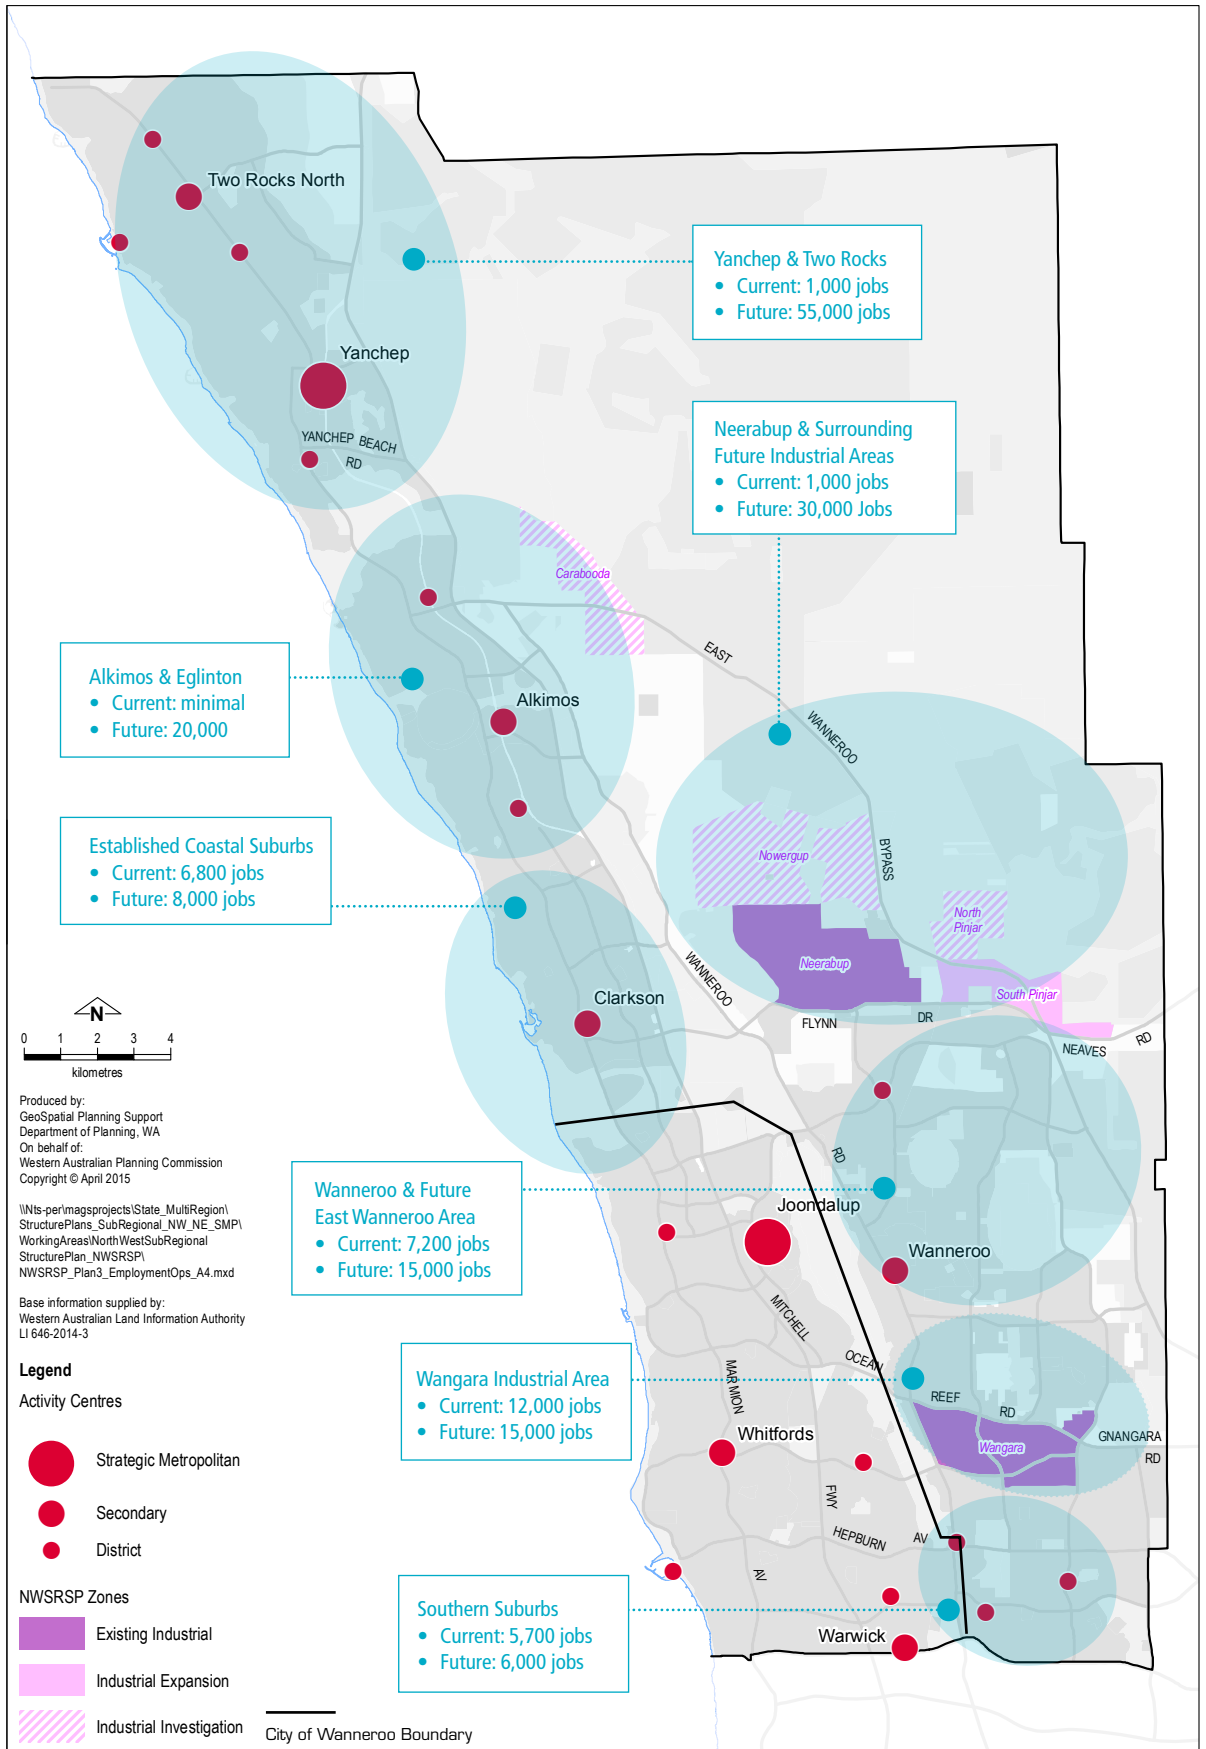 Two Rocks North
Yanchep & Two Rocks
• Current: 1,000 jobs
• Future: 55,000 jobs
Yanchep
YANCHEP BEACH
RD
Neerabup & Surrounding
Future Industrial Areas
• Current: 1,000 jobs
• Future: 30,000 Jobs
Carabooda
EAST
WANNEROO
BYPASS
Alkimos & Eglinton
• Current: minimal
• Future: 20,000
Alkimos
Established Coastal Suburbs
• Current: 6,800 jobs
• Future: 8,000 jobs
Nowergup
North
Pinjar
Neerabup
South Pinjar
WANNEROO
Clarkson
FLYNN
DR
NEAVES
RD
N
0 1 2 3 4
kilometres
Produced by:
GeoSpatial Planning Support
Department of Planning, WA
On behalf of:
Western Australian Planning Commission
Copyright © April 2015
\\Nts-per\magsprojects\State_MultiRegion\
StructurePlans_SubRegional_NW_NE_SMP\
WorkingAreas\NorthWestSubRegional
StructurePlan_NWSRSP\
NWSRSP_Plan3_EmploymentOps_A4.mxd
Base information supplied by:
Western Australian Land Information Authority
LI 646-2014-3
RD
Wanneroo & Future
East Wanneroo Area
• Current: 7,200 jobs
• Future: 15,000 jobs
Joondalup
Wanneroo
MITCHELL
OCEAN
REEF
RD
Wangara Industrial Area
• Current: 12,000 jobs
• Future: 15,000 jobs
MARMION
Whitfords
Wangara
GNANGARA
RD
FWY
HEPBURN
AV
AV
Southern Suburbs
• Current: 5,700 jobs
• Future: 6,000 jobs
Warwick
Legend
Activity Centres
Strategic Metropolitan
Secondary
District
NWSRSP Zones
Existing Industrial
Industrial Expansion
Industrial Investigation
City of Wanneroo Boundary